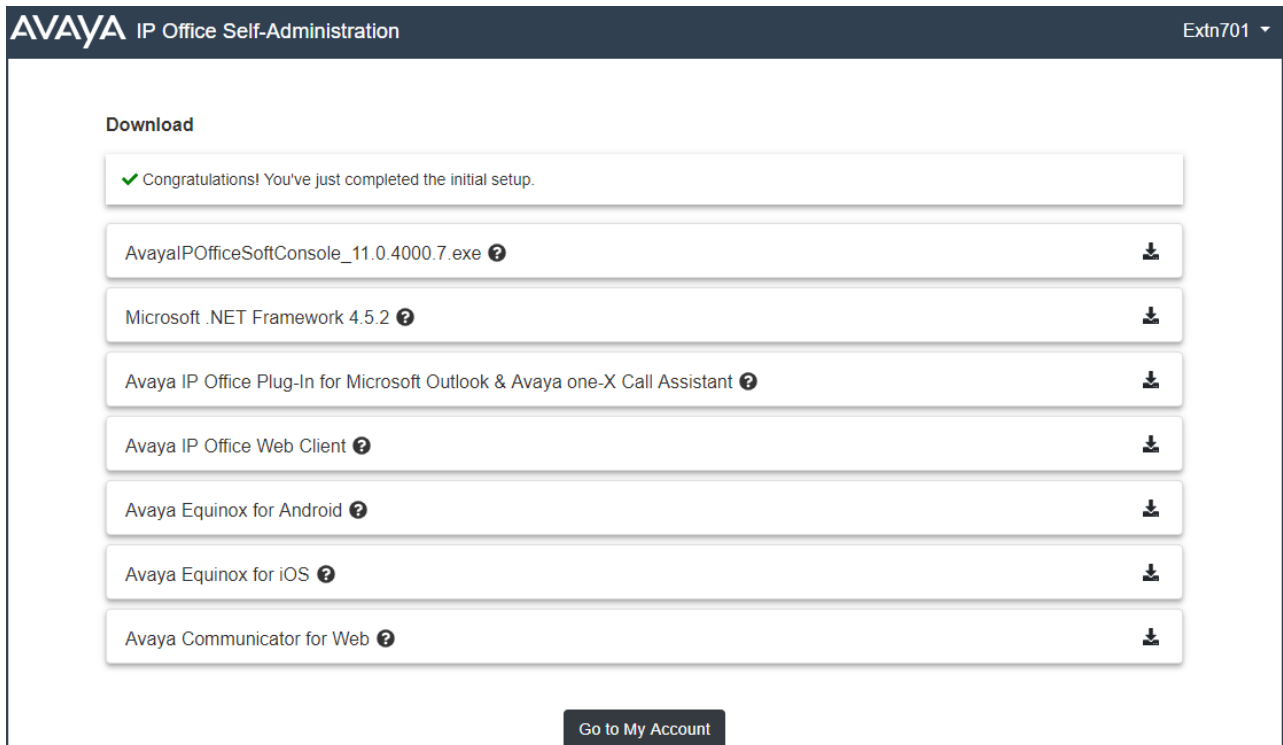 AVAYA IP Office Self-Administration Extn701
Download
Congratulations! You've just completed the initial setup.
AvayaIPOfficeSoftConsole_11.0.4000.7.exe
Microsoft .NET Framework 4.5.2
Avaya IP Office Plug-In for Microsoft Outlook & Avaya one-X Call Assistant
Avaya IP Office Web Client
Avaya Equinox for Android
Avaya Equinox for iOS
Avaya Communicator for Web
Go to My Account